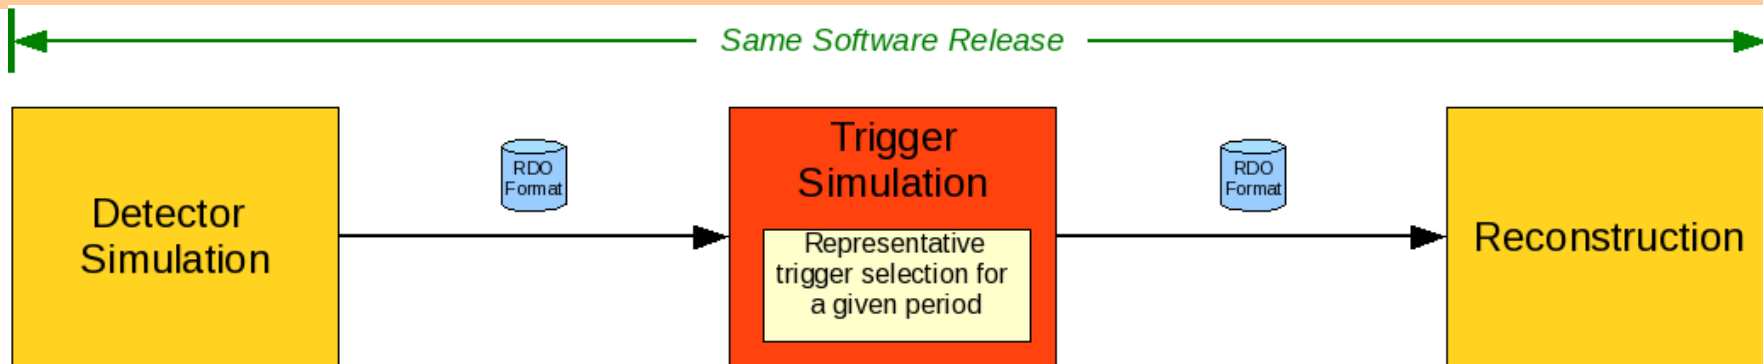 Same Software Release
Detector
Simulation
RDO
Format
Trigger
Simulation
Representative
trigger selection for
a given period
RDO
Format
Reconstruction